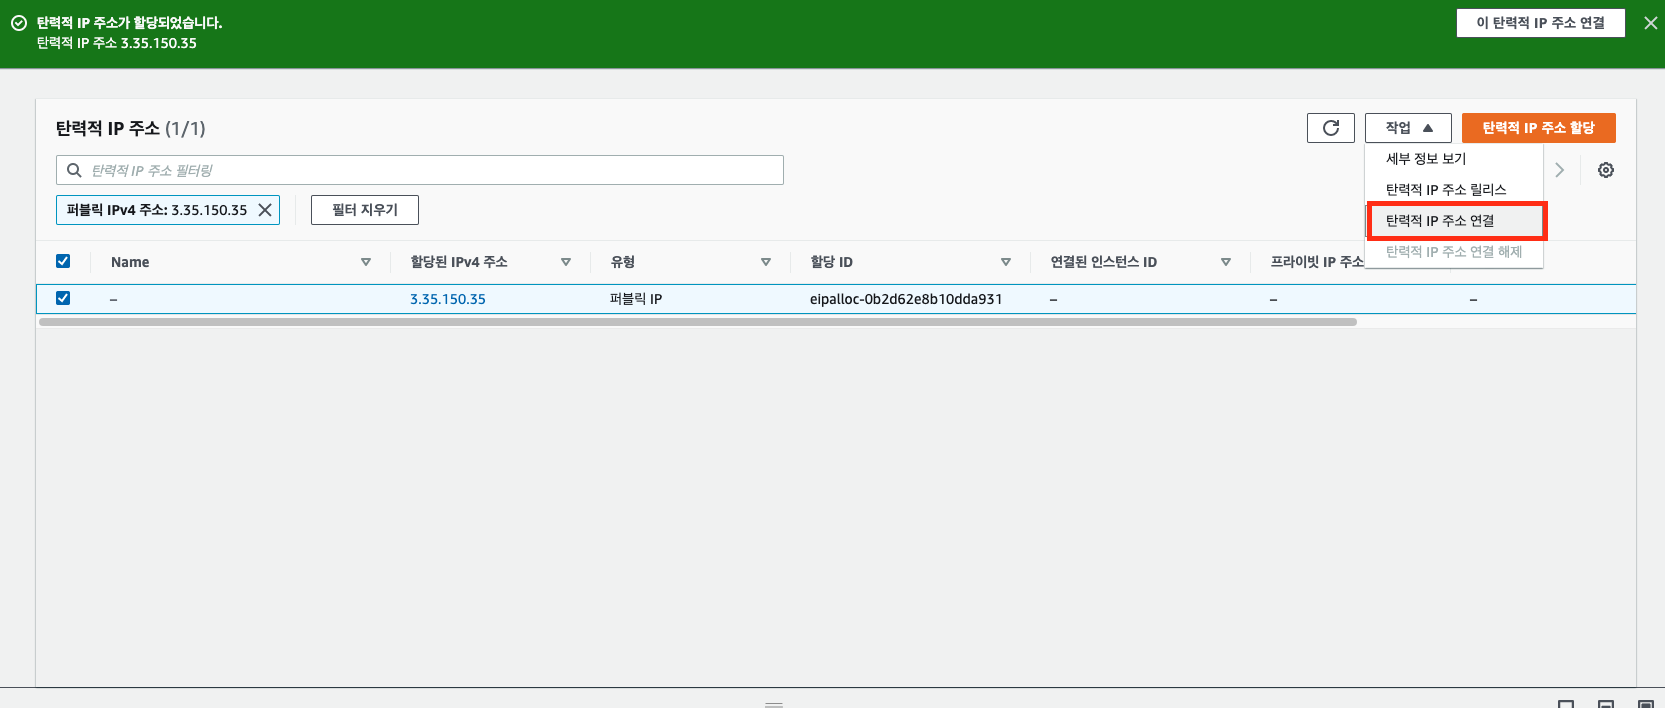 탄력적 IP 주소가 할당되었습니다.
탄력적 IP 주소 3.35.150.35
이 탄력적 IP 주소 연결
탄력적 IP 주소 (1/1)
작업
탄력적 IP 주소 할당
탄력적 IP 주소 필터링
세부 정보 보기
탄력적 IP 주소 릴리스
탄력적 IP 주소 연결
탄력적 IP 주소 연결 해제
퍼블릭 IPv4 주소: 3.35.150.35
필터 지우기
Name 할당된 IPv4 주소 유형 할당 ID 연결된 인스턴스 ID 프라이빗 IP 주소
– 3.35.150.35 퍼블릭 IP eipalloc-0b2d62e8b10dda931 – – –